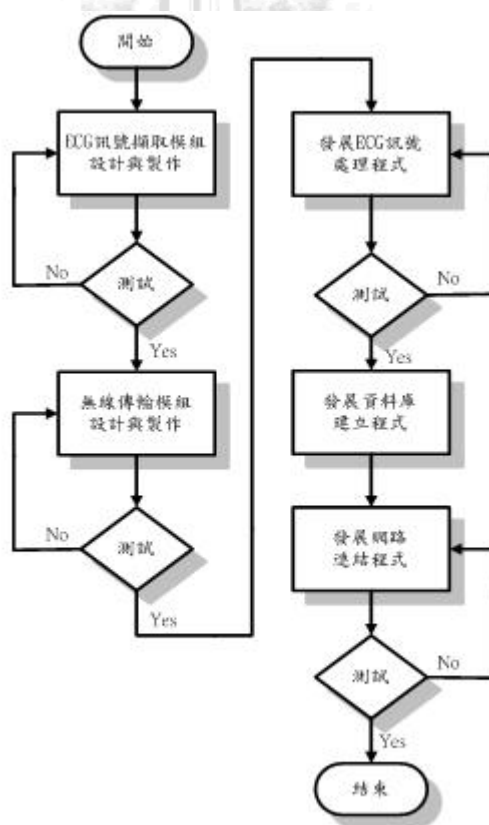 開始
ECG訊號擷取模組
設計與製作
No
測試
Yes
無線傳輸模組
設計與製作
No
測試
Yes
發展ECG訊號
處理程式
測試
No
Yes
發展資料庫
建立程式
發展網路
連結程式
測試
No
Yes
結束